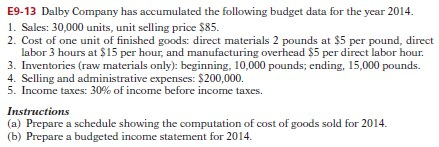 E9-13 Dalby Company has accumulated the following budget data for the year 2014.
1. Sales: 30,000 units, unit selling price $85.
2. Cost of one unit of finished goods: direct materials 2 pounds at $5 per pound, direct
labor 3 hours at $15 per hour, and manufacturing overhead $5 per direct labor hour.
3. Inventories (raw materials only): beginning, 10,000 pounds; ending, 15,000 pounds.
4. Selling and administrative expenses: $200,000.
5. Income taxes: 30% of income before income taxes.
Instructions
(a) Prepare a schedule showing the computation of cost of goods sold for 2014.
(b) Prepare a budgeted income statement for 2014.